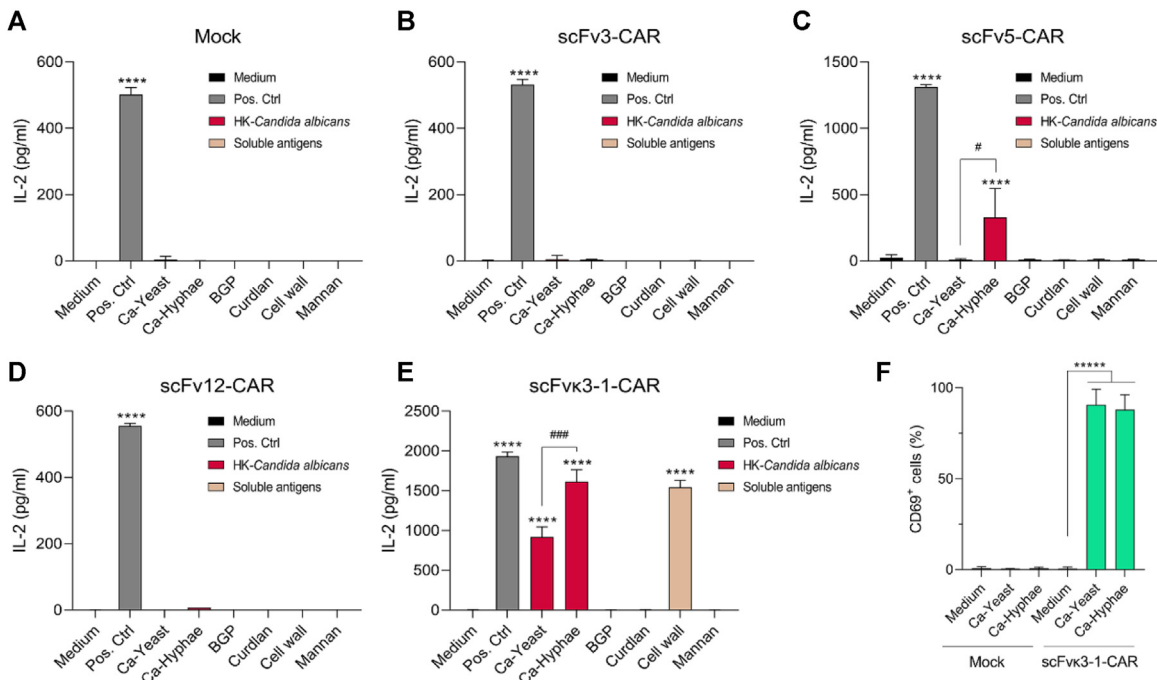 A
Mock
IL-2 (pg/ml)
600
400
200
0
****
Medium
Pos. Ctrl
HK-Candida albicans
Soluble antigens
Medium
Pos. Ctrl
Ca-Yeast
Ca-Hyphae
BGP
Curdlan
Cell wall
Mannan
B
scFv3-CAR
IL-2 (pg/ml)
600
400
200
0
****
Medium
Pos. Ctrl
HK-Candida albicans
Soluble antigens
Medium
Pos. Ctrl
Ca-Yeast
Ca-Hyphae
BGP
Curdlan
Cell wall
Mannan
C
scFv5-CAR
IL-2 (pg/ml)
1500
1000
500
0
****
#
****
Medium
Pos. Ctrl
HK-Candida albicans
Soluble antigens
Medium
Pos. Ctrl
Ca-Yeast
Ca-Hyphae
BGP
Curdlan
Cell wall
Mannan
D
scFv12-CAR
IL-2 (pg/ml)
600
400
200
0
****
Medium
Pos. Ctrl
HK-Candida albicans
Soluble antigens
Medium
Pos. Ctrl
Ca-Yeast
Ca-Hyphae
BGP
Curdlan
Cell wall
Mannan
E
scFvκ3-1-CAR
IL-2 (pg/ml)
2500
2000
1500
1000
500
0
****
###
****
****
****
Medium
Pos. Ctrl
HK-Candida albicans
Soluble antigens
Medium
Pos. Ctrl
Ca-Yeast
Ca-Hyphae
BGP
Curdlan
Cell wall
Mannan
F
CD69+ cells (%)
100
50
0
*****
Medium
Ca-Yeast
Ca-Hyphae
Medium
Ca-Yeast
Ca-Hyphae
Mock
scFvκ3-1-CAR